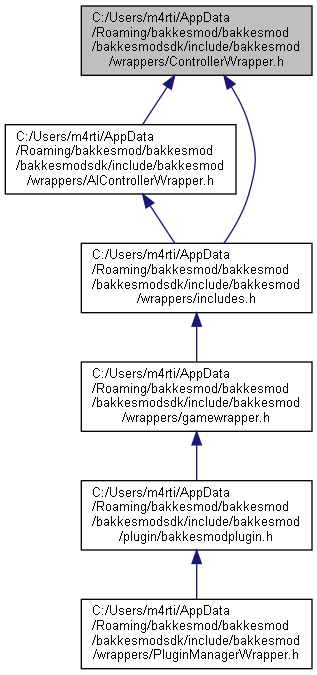 C:/Users/m4rti/AppData
/Roaming/bakkesmod/bakkesmod
/bakkesmodsdk/include/bakkesmod
/wrappers/ControllerWrapper.h
C:/Users/m4rti/AppData
/Roaming/bakkesmod/bakkesmod
/bakkesmodsdk/include/bakkesmod
/wrappers/AIControllerWrapper.h
C:/Users/m4rti/AppData
/Roaming/bakkesmod/bakkesmod
/bakkesmodsdk/include/bakkesmod
/wrappers/includes.h
C:/Users/m4rti/AppData
/Roaming/bakkesmod/bakkesmod
/bakkesmodsdk/include/bakkesmod
/wrappers/gamewrapper.h
C:/Users/m4rti/AppData
/Roaming/bakkesmod/bakkesmod
/bakkesmodsdk/include/bakkesmod
/plugin/bakkesmodplugin.h
C:/Users/m4rti/AppData
/Roaming/bakkesmod/bakkesmod
/bakkesmodsdk/include/bakkesmod
/wrappers/PluginManagerWrapper.h